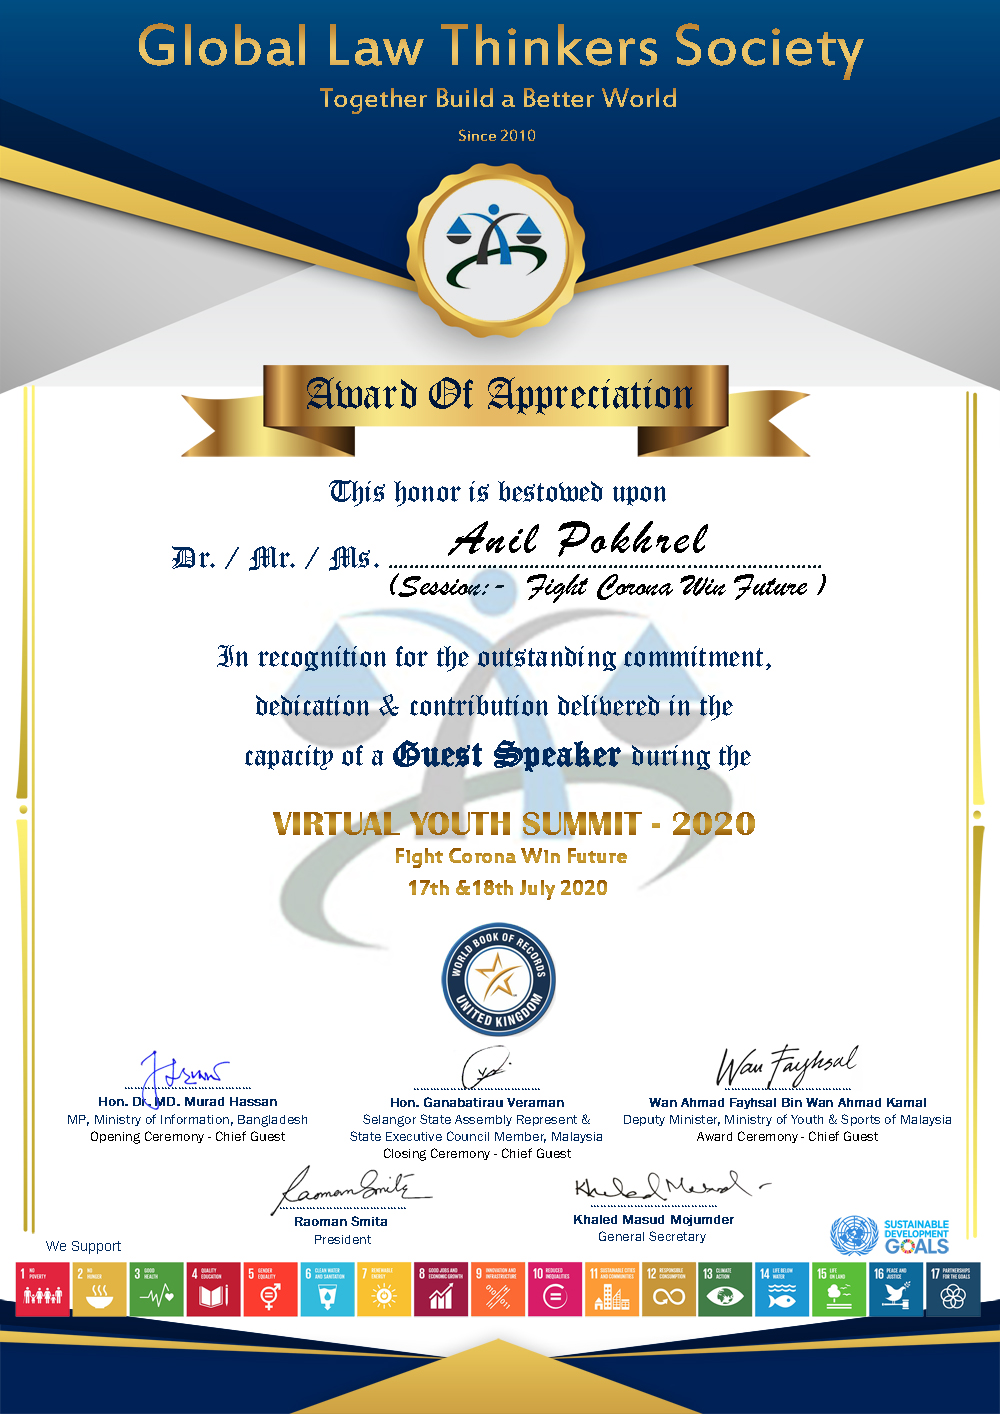 Global Law Thinkers Society
Together Build a Better World
Since 2010
Award Of Appreciation
This honor is bestowed upon
Dr. / Mr. / Ms. Anil Pokhrel
(Session:- Fight Corona Win Future )
In recognition for the outstanding commitment,
dedication & contribution delivered in the
capacity of a Guest Speaker during the
VIRTUAL YOUTH SUMMIT - 2020
Fight Corona Win Future
17th &18th July 2020
WORLD BOOK OF RECORDS
UNITED KINGDOM
Wan Fayhsal
Hon. Dr. MD. Murad Hassan
MP, Ministry of Information, Bangladesh
Opening Ceremony - Chief Guest
Hon. Ganabatirau Veraman
Selangor State Assembly Represent &
State Executive Council Member, Malaysia
Closing Ceremony - Chief Guest
Wan Ahmad Fayhsal Bin Wan Ahmad Kamal
Deputy Minister, Ministry of Youth & Sports of Malaysia
Award Ceremony - Chief Guest
Raoman Smita
Raoman Smita
President
Khaled Masud
Khaled Masud Mojumder
General Secretary
We Support
SUSTAINABLE
DEVELOPMENT
GOALS
1 NO POVERTY
2 NO HUNGER
3 GOOD HEALTH
4 QUALITY EDUCATION
5 GENDER EQUALITY
6 CLEAN WATER AND SANITATION
7 RENEWABLE ENERGY
8 GOOD JOBS AND ECONOMIC GROWTH
9 INNOVATION AND INFRASTRUCTURE
10 REDUCED INEQUALITIES
11 SUSTAINABLE CITIES AND COMMUNITIES
12 RESPONSIBLE CONSUMPTION
13 CLIMATE ACTION
14 LIFE BELOW WATER
15 LIFE ON LAND
16 PEACE AND JUSTICE
17 PARTNERSHIPS FOR THE GOALS